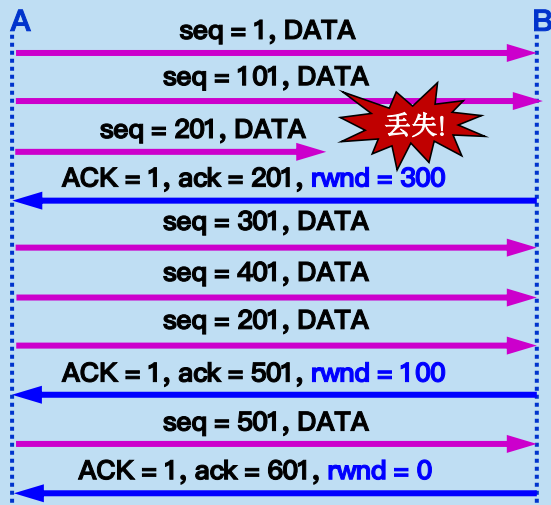 A
B
seq = 1, DATA
seq = 101, DATA
seq = 201, DATA
丢失!
ACK = 1, ack = 201, rwnd = 300
seq = 301, DATA
seq = 401, DATA
seq = 201, DATA
ACK = 1, ack = 501, rwnd = 100
seq = 501, DATA
ACK = 1, ack = 601, rwnd = 0